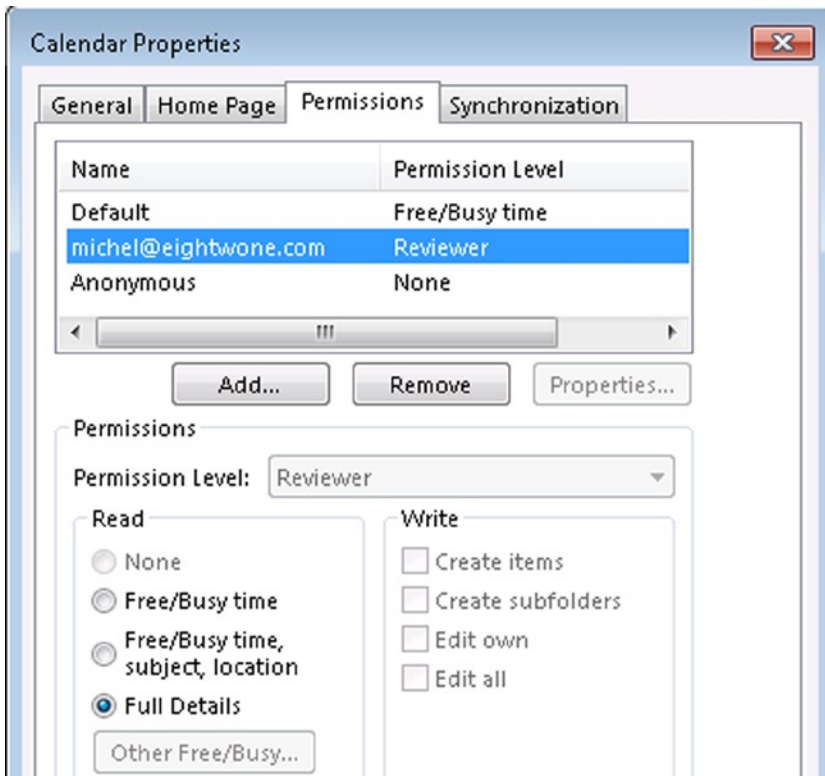 Calendar Properties
General Home Page Permissions Synchronization
Name Permission Level
Default Free/Busy time
michel@eightwone.com Reviewer
Anonymous None
Add... Remove Properties...
Permissions
Permission Level: Reviewer
Read
None
Free/Busy time
Free/Busy time,
subject, location
Full Details
Other Free/Busy...
Write
Create items
Create subfolders
Edit own
Edit all